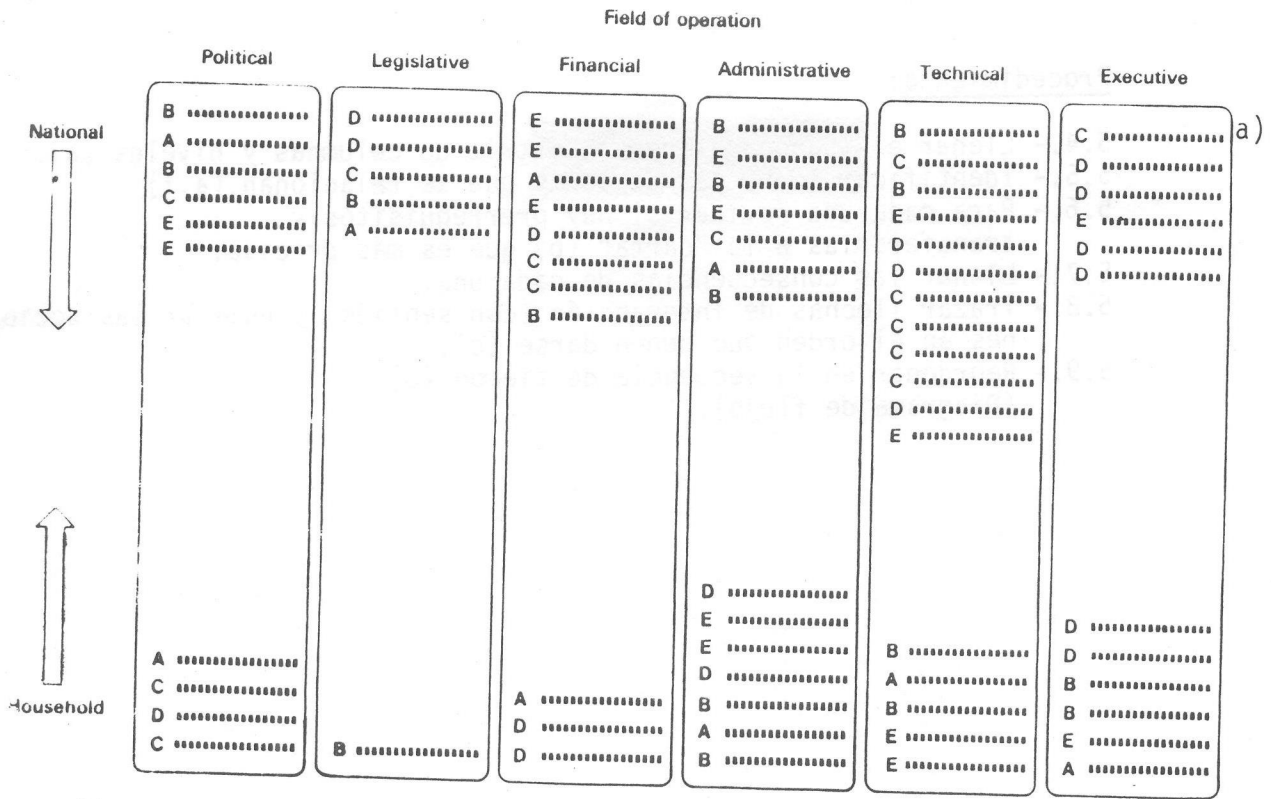 Field of operation
Political
Legislative
Financial
Administrative
Technical
Executive
National
Household
a)
B
A
B
C
E
E
A
C
D
C
D
D
C
B
A
B
E
E
A
E
D
C
C
B
A
D
D
B
E
B
E
C
A
B
D
E
E
D
B
A
B
B
C
B
E
D
D
C
C
C
C
D
E
B
A
B
E
E
C
D
D
E
D
D
D
D
B
B
E
A